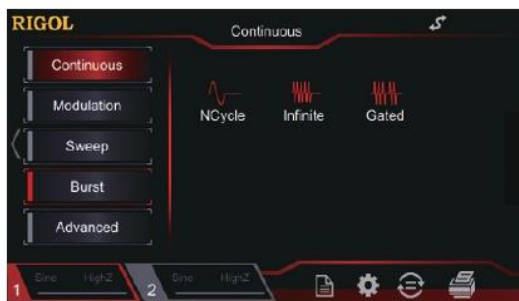 RIGOL
Continuous
Continuous
Modulation
Sweep
Burst
Advanced
NCycle Infinite Gated
1 Sine HighZ 2 Sine HighZ